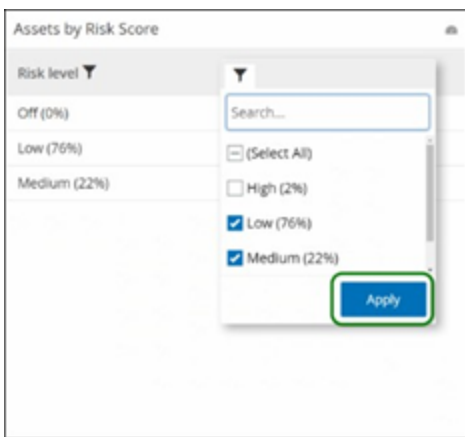 Assets by Risk Score
Risk level
Off (0%)
Low (76%)
Medium (22%)
Search...
(Select All)
High (2%)
Low (76%)
Medium (22%)
Apply